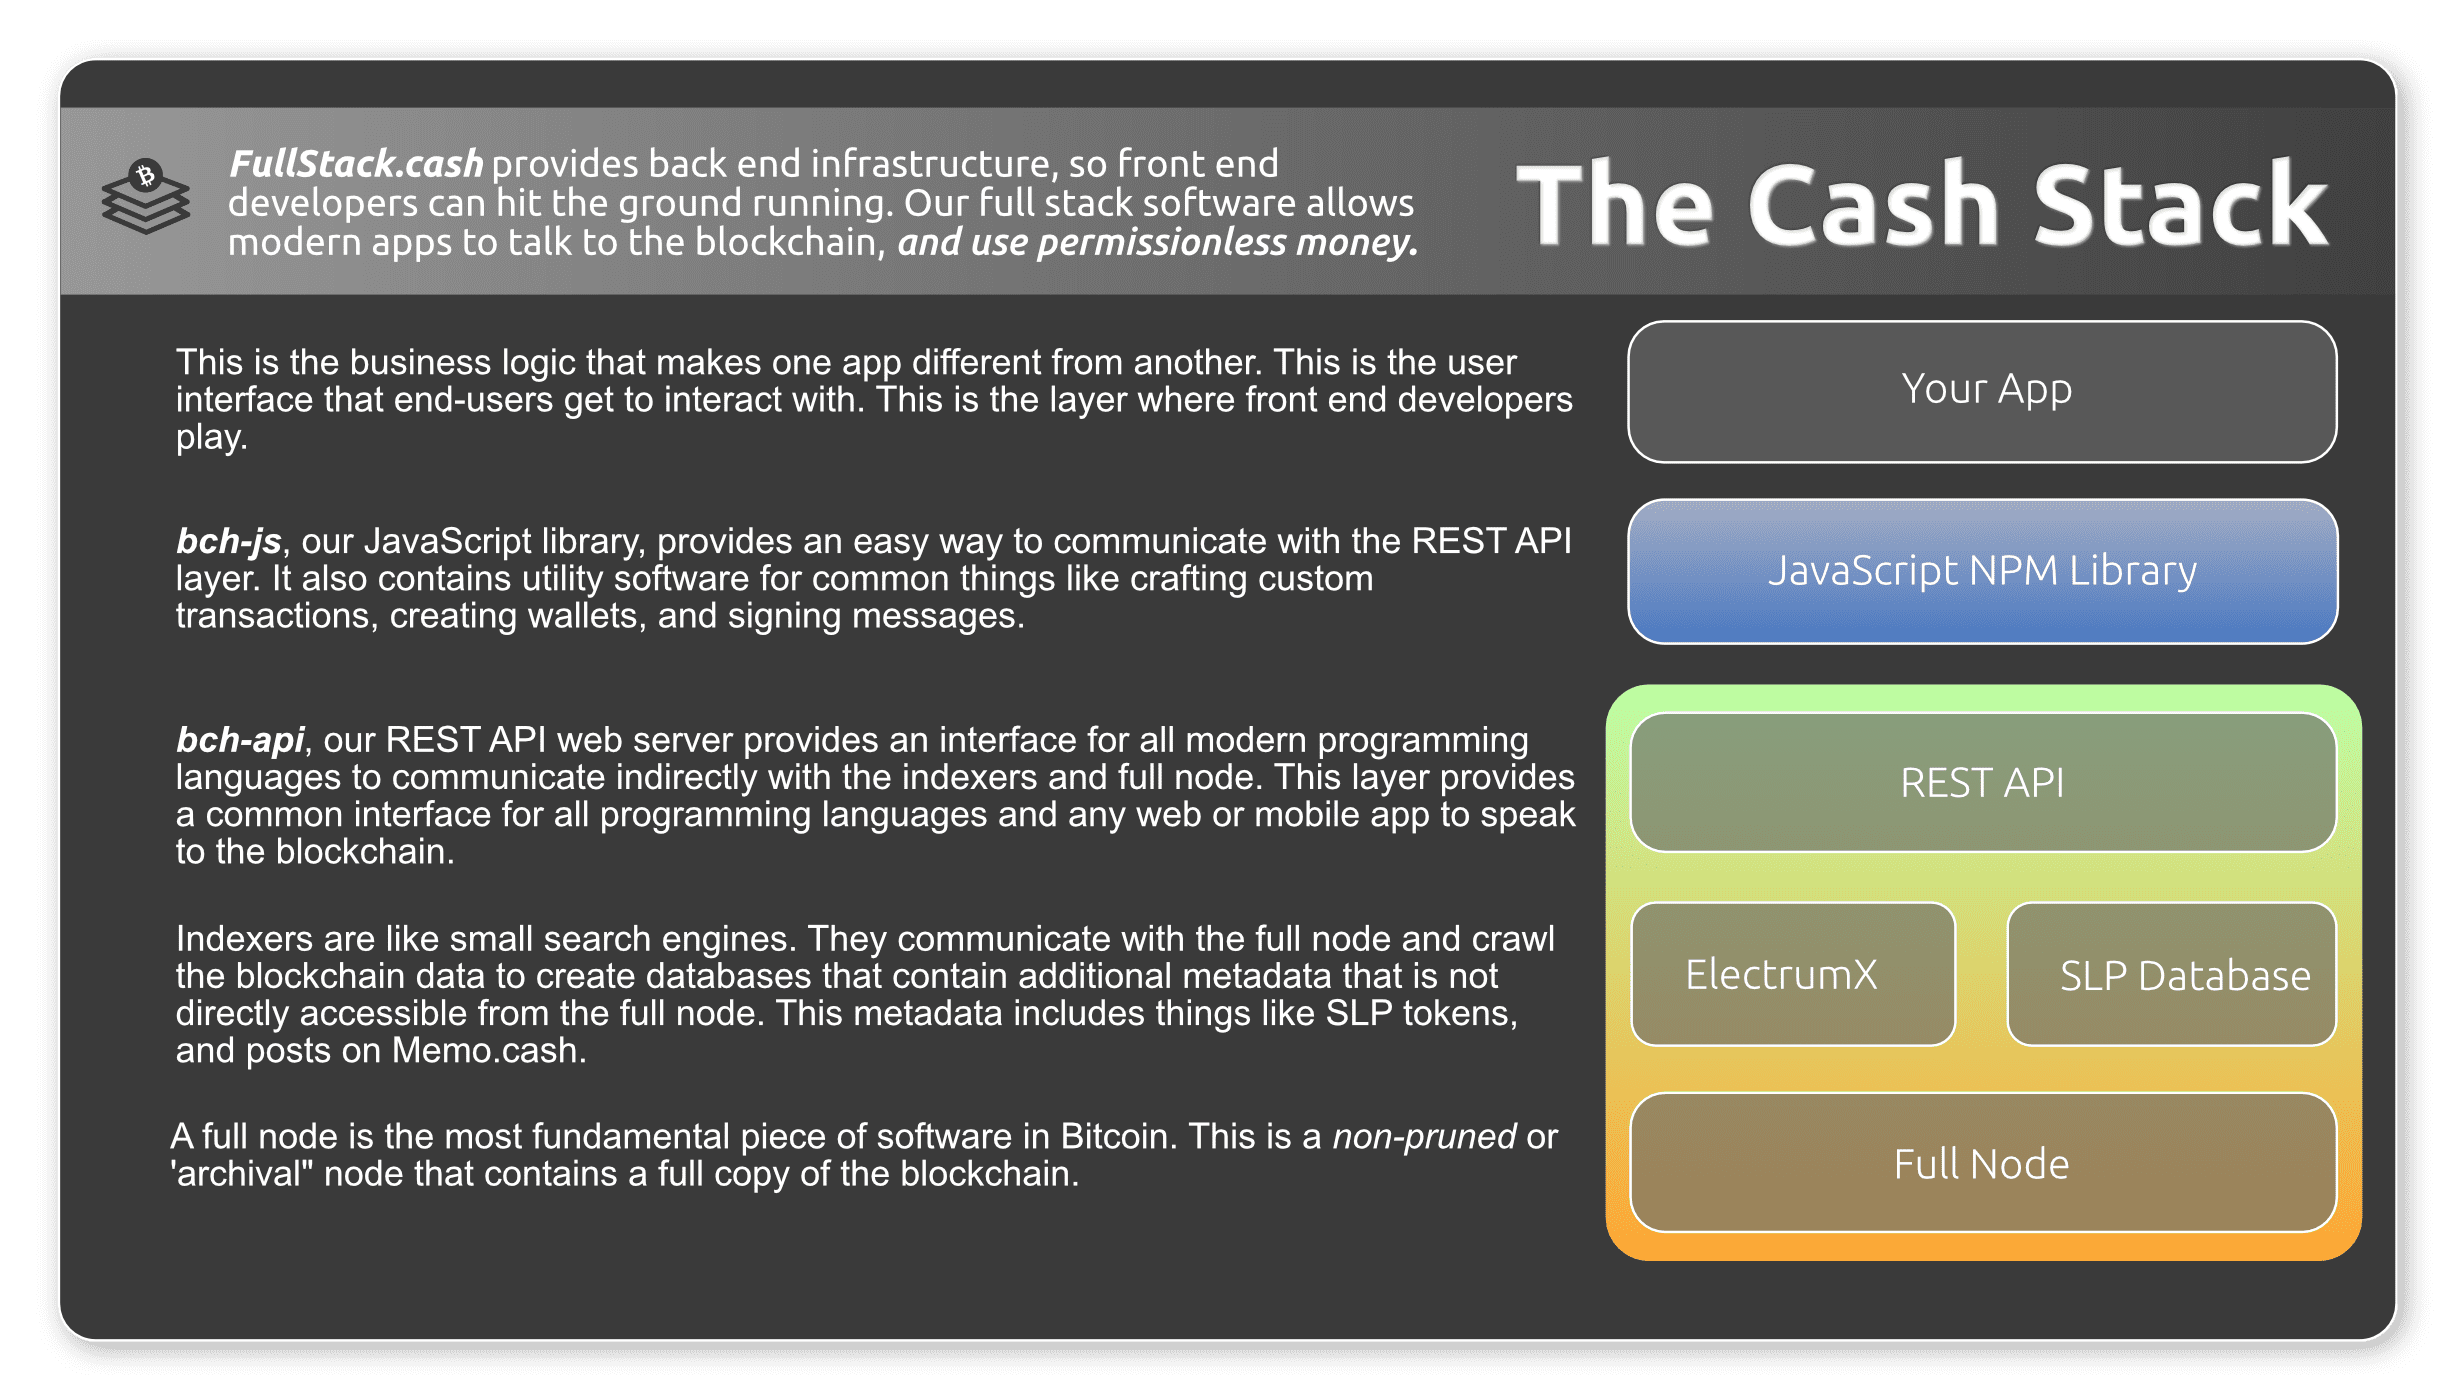 FullStack.cash provides back end infrastructure, so front end
developers can hit the ground running. Our full stack software allows
modern apps to talk to the blockchain, and use permissionless money.
The Cash Stack
This is the business logic that makes one app different from another. This is the user
interface that end-users get to interact with. This is the layer where front end developers
play.
Your App
bch-js, our JavaScript library, provides an easy way to communicate with the REST API
layer. It also contains utility software for common things like crafting custom
transactions, creating wallets, and signing messages.
JavaScript NPM Library
bch-api, our REST API web server provides an interface for all modern programming
languages to communicate indirectly with the indexers and full node. This layer provides
a common interface for all programming languages and any web or mobile app to speak
to the blockchain.
REST API
Indexers are like small search engines. They communicate with the full node and crawl
the blockchain data to create databases that contain additional metadata that is not
directly accessible from the full node. This metadata includes things like SLP tokens,
and posts on Memo.cash.
ElectrumX
SLP Database
A full node is the most fundamental piece of software in Bitcoin. This is a non-pruned or
'archival" node that contains a full copy of the blockchain.
Full Node